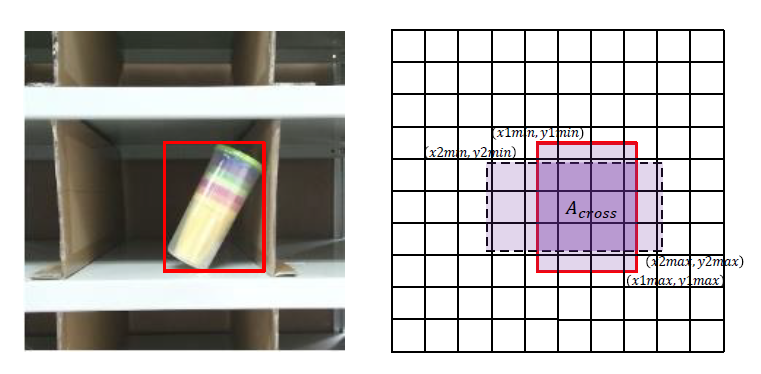 (x1min, y1min)
(x2min, y2min)
A_cross
(x2max, y2max)
(x1max, y1max)